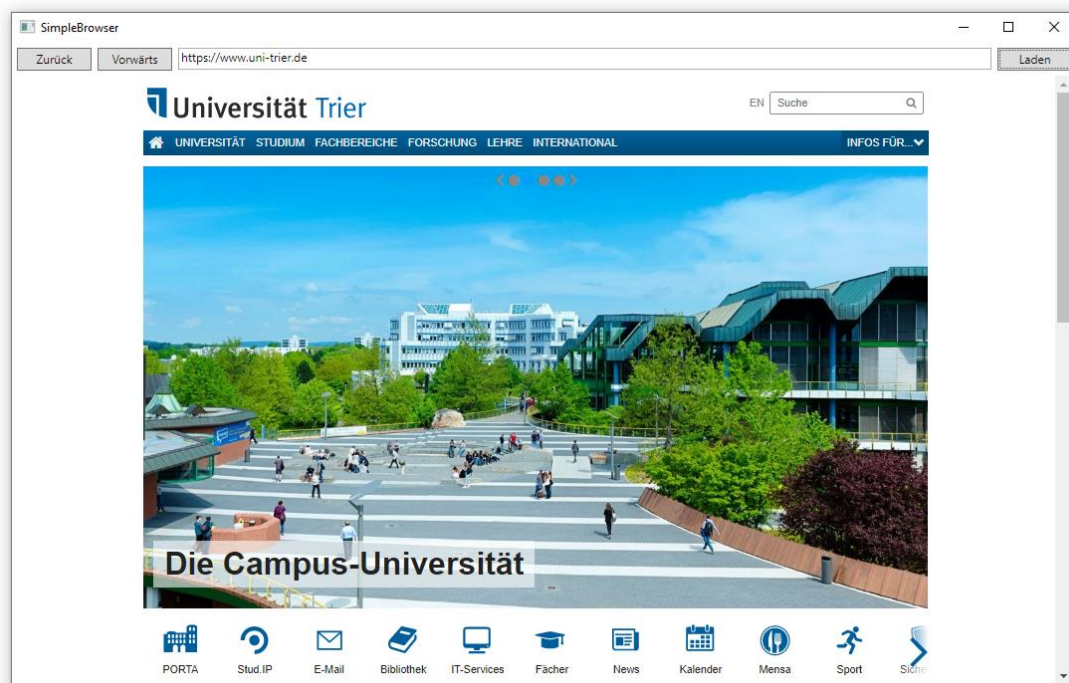 SimpleBrowser
Zurück Vorwärts https://www.uni-trier.de Laden
Universität Trier EN Suche
UNIVERSITÄT STUDIUM FACHBEREICHE FORSCHUNG LEHRE INTERNATIONAL INFOS FÜR...
Die Campus-Universität
PORTA Stud.IP E-Mail Bibliothek IT-Services Fächer News Kalender Mensa Sport Siche